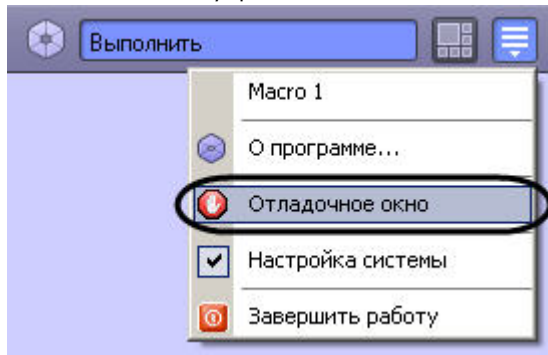 Выполнить
Macro 1
О программе...
Отладочное окно
Настройка системы
Завершить работу